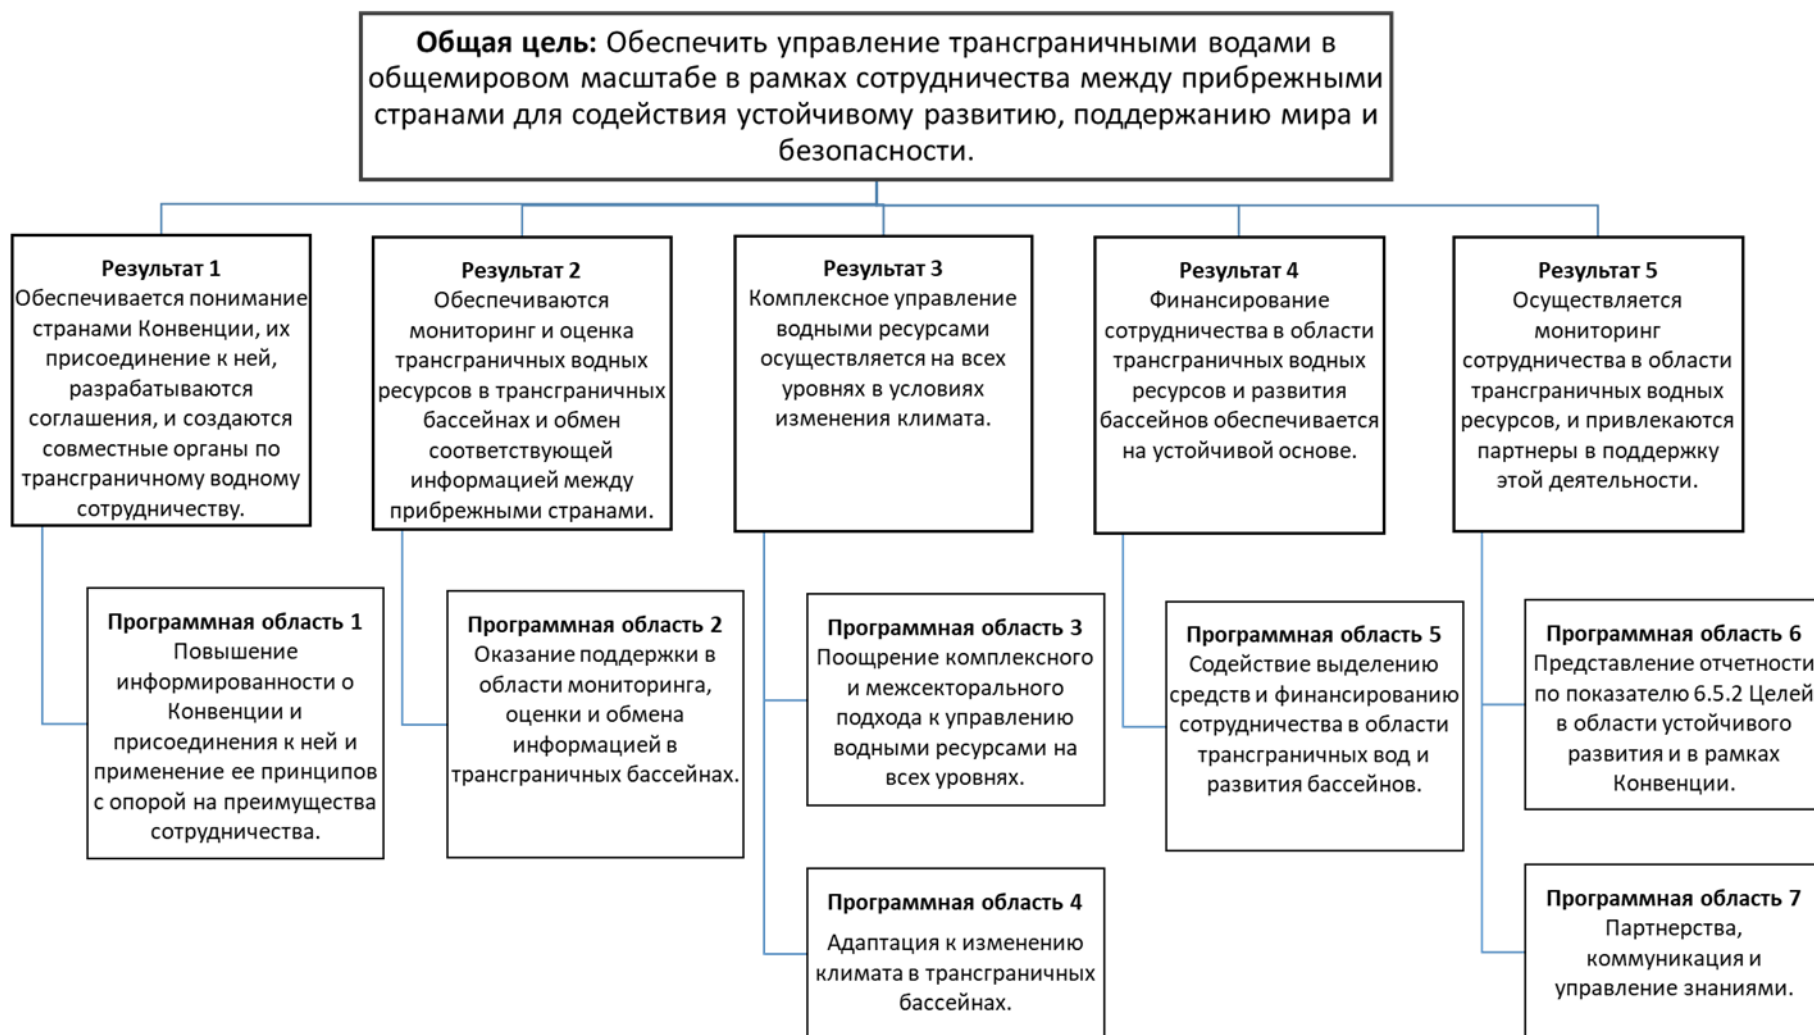 Общая цель: Обеспечить управление трансграничными водами в
общемировом масштабе в рамках сотрудничества между прибрежными
странами для содействия устойчивому развитию, поддержанию мира и
безопасности.
Результат 1
Обеспечивается понимание
странами Конвенции, их
присоединение к ней,
разрабатываются
соглашения, и создаются
совместные органы по
трансграничному водному
сотрудничеству.
Результат 2
Обеспечиваются
мониторинг и оценка
трансграничных водных
ресурсов в трансграничных
бассейнах и обмен
соответствующей
информацией между
прибрежными странами.
Результат 3
Комплексное управление
водными ресурсами
осуществляется на всех
уровнях в условиях
изменения климата.
Результат 4
Финансирование
сотрудничества в области
трансграничных водных
ресурсов и развития
бассейнов обеспечивается
на устойчивой основе.
Результат 5
Осуществляется
мониторинг
сотрудничества в области
трансграничных водных
ресурсов, и привлекаются
партнеры в поддержку
этой деятельности.
Программная область 1
Повышение
информированности о
Конвенции и
присоединения к ней и
применение ее принципов
с опорой на преимущества
сотрудничества.
Программная область 2
Оказание поддержки в
области мониторинга,
оценки и обмена
информацией в
трансграничных бассейнах.
Программная область 3
Поощрение комплексного
и межсекторального
подхода к управлению
водными ресурсами на
всех уровнях.
Программная область 4
Адаптация к изменению
климата в трансграничных
бассейнах.
Программная область 5
Содействие выделению
средств и финансированию
сотрудничества в области
трансграничных вод и
развития бассейнов.
Программная область 6
Представление отчетности
по показателю 6.5.2 Целей
в области устойчивого
развития и в рамках
Конвенции.
Программная область 7
Партнерства,
коммуникация и
управление знаниями.